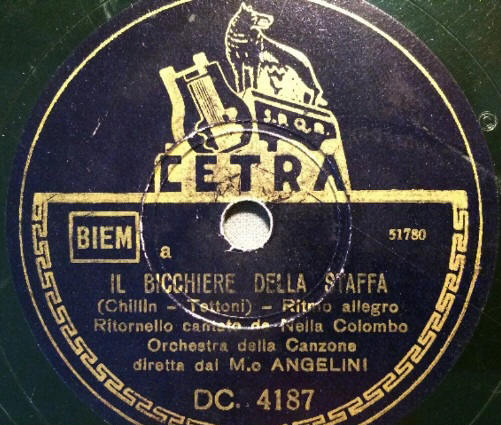 S.P.Q.R.
CETRA
BIEM
a
51780
IL BICCHIERE DELLA STAFFA
(Chillin - Tettoni) - Ritmo allegro
Ritornello cantato da Nella Colombo
Orchestra della Canzone
diretta dal M.o ANGELINI
DC. 4187